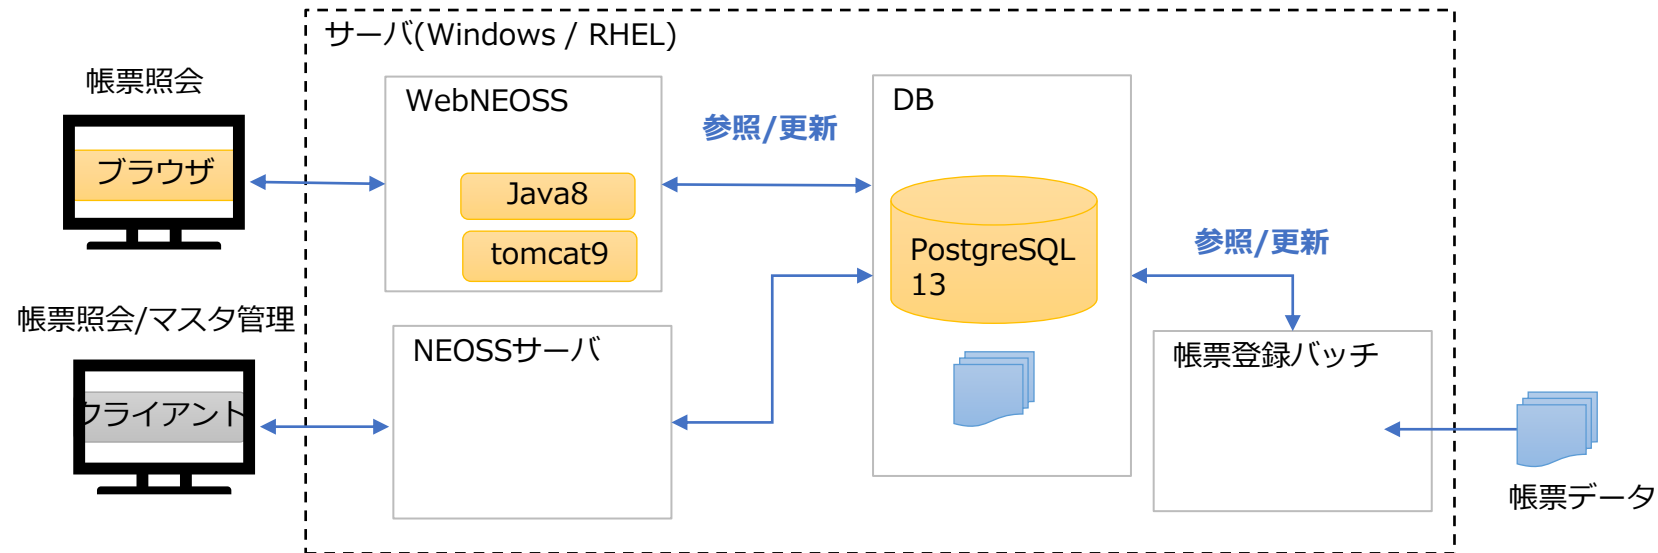 サーバ(Windows / RHEL)
帳票照会
ブラウザ
WebNEOSS
Java8
tomcat9
参照/更新
DB
PostgreSQL
13
参照/更新
帳票照会/マスタ管理
クライアント
NEOSSサーバ
帳票登録バッチ
帳票データ